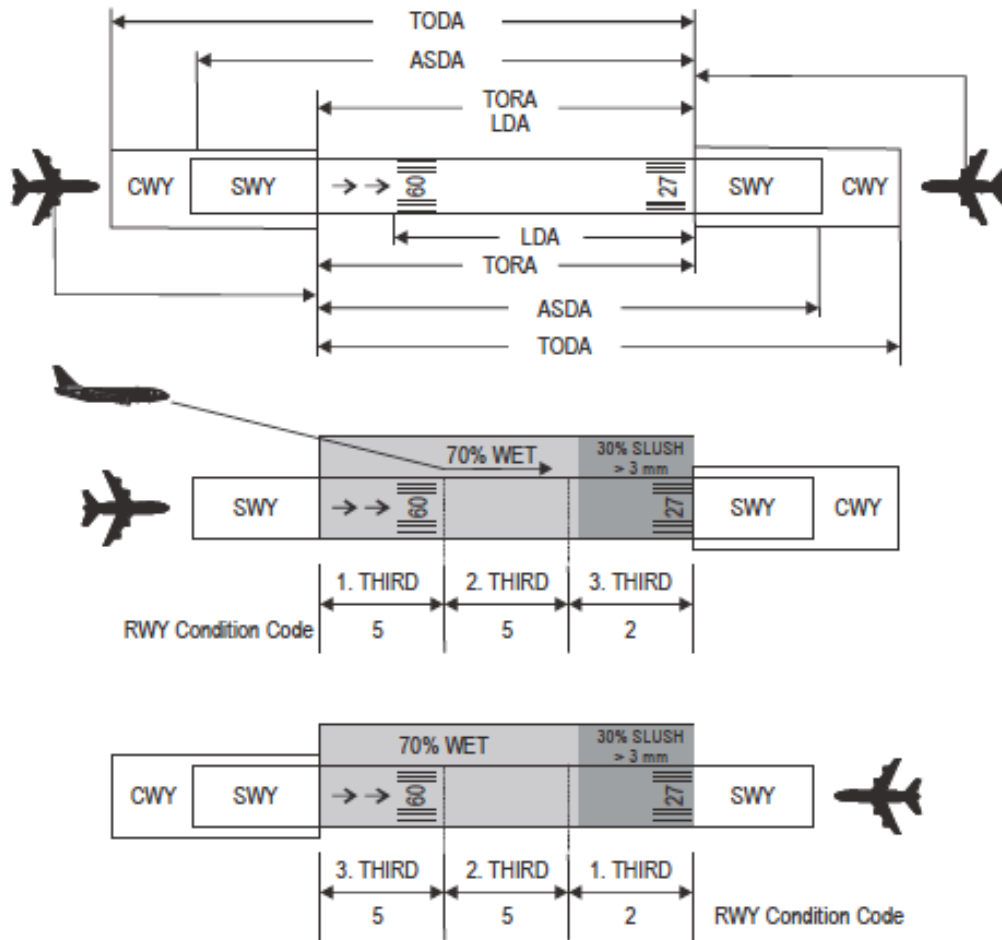 TODA
ASDA
TORA
LDA
CWY SWY →→ 09 27 SWY CWY
LDA
TORA
ASDA
TODA
70% WET 30% SLUSH
> 3 mm
SWY →→ 09 27 SWY CWY
1. THIRD 2. THIRD 3. THIRD
RWY Condition Code 5 5 2
70% WET 30% SLUSH
> 3 mm
CWY SWY →→ 09 27 SWY
3. THIRD 2. THIRD 1. THIRD
5 5 2 RWY Condition Code